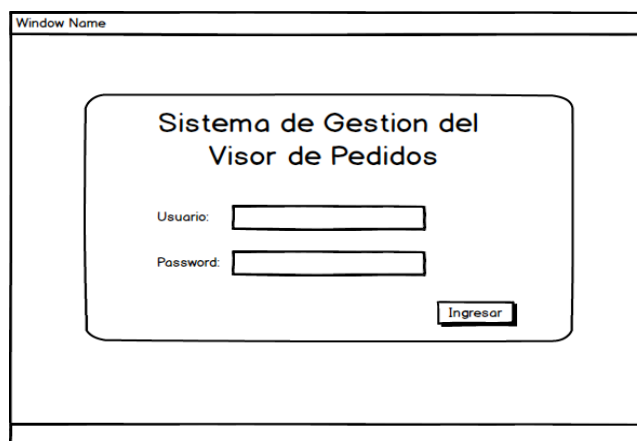 Window Name
Sistema de Gestion del
Visor de Pedidos
Usuario:
Password:
Ingresar